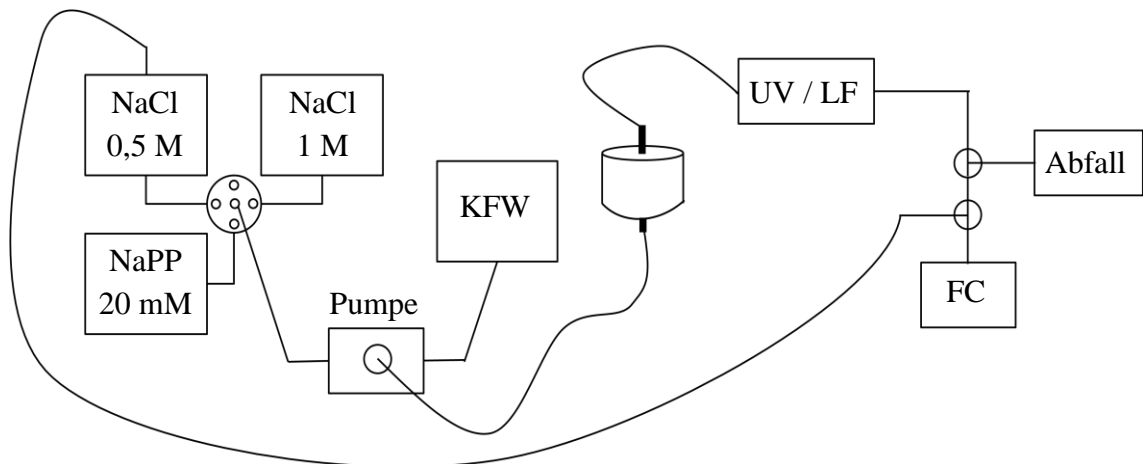 NaCl
0,5 M
NaCl
1 M
UV / LF
Abfall
KFW
NaPP
20 mM
Pumpe
FC